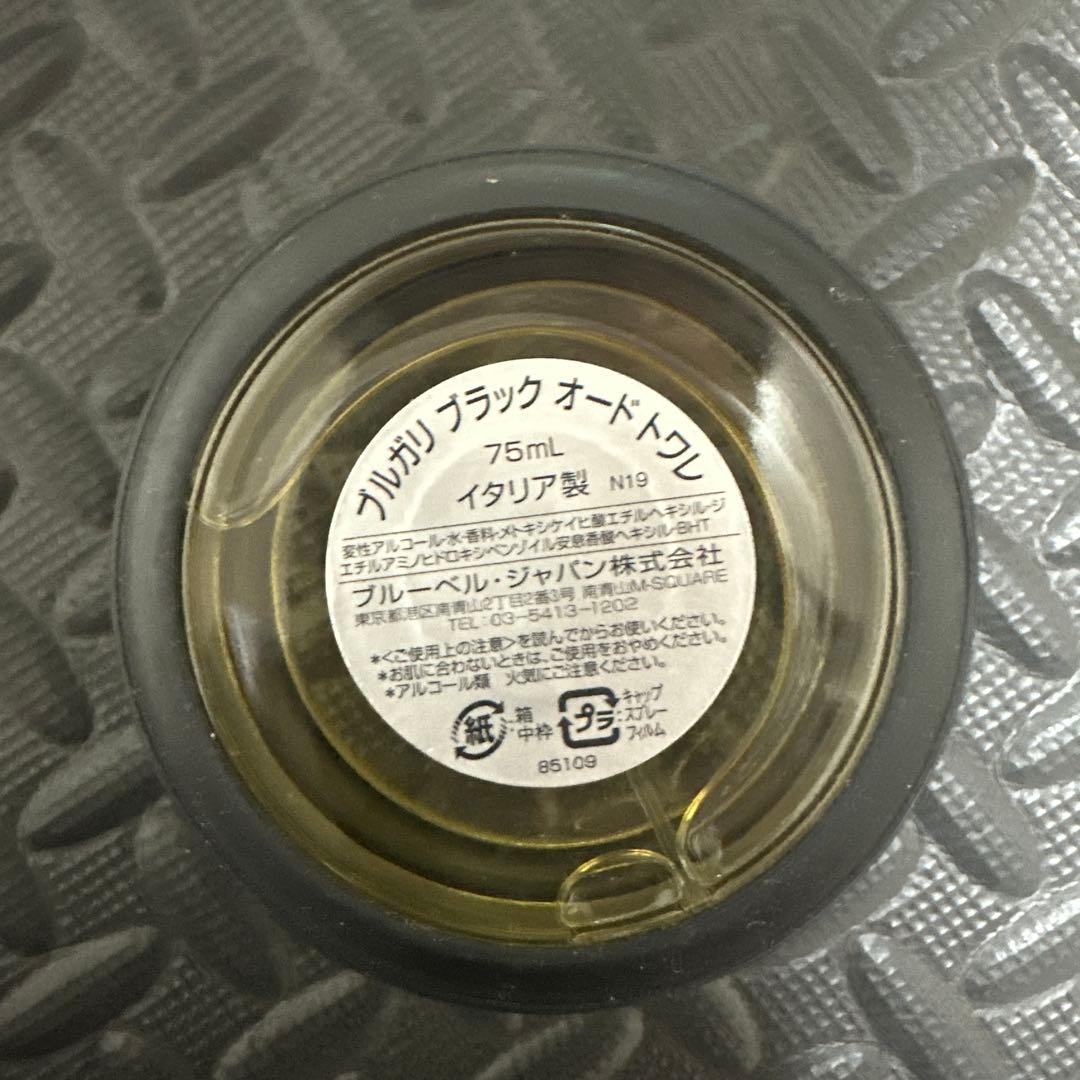 ブルガリ ブラック オード トワレ
75mL
イタリア製 N19
変性アルコール・水・香料・メトキシケイヒ酸エチルヘキシル・ジ
エチルアミノヒドロキシベンゾイル安息香酸ヘキシル・BHT
ブルーベル・ジャパン株式会社
東京都港区南青山2丁目2番3号 南青山M-SQUARE
TEL:03-5413-1202
*<ご使用上の注意>を読んでからお使いください。
*お肌に合わないときは、ご使用をおやめください。
*アルコール類 火気にご注意ください。
紙 :箱 中枠
プラ :キャップ スプレー フィルム
85109